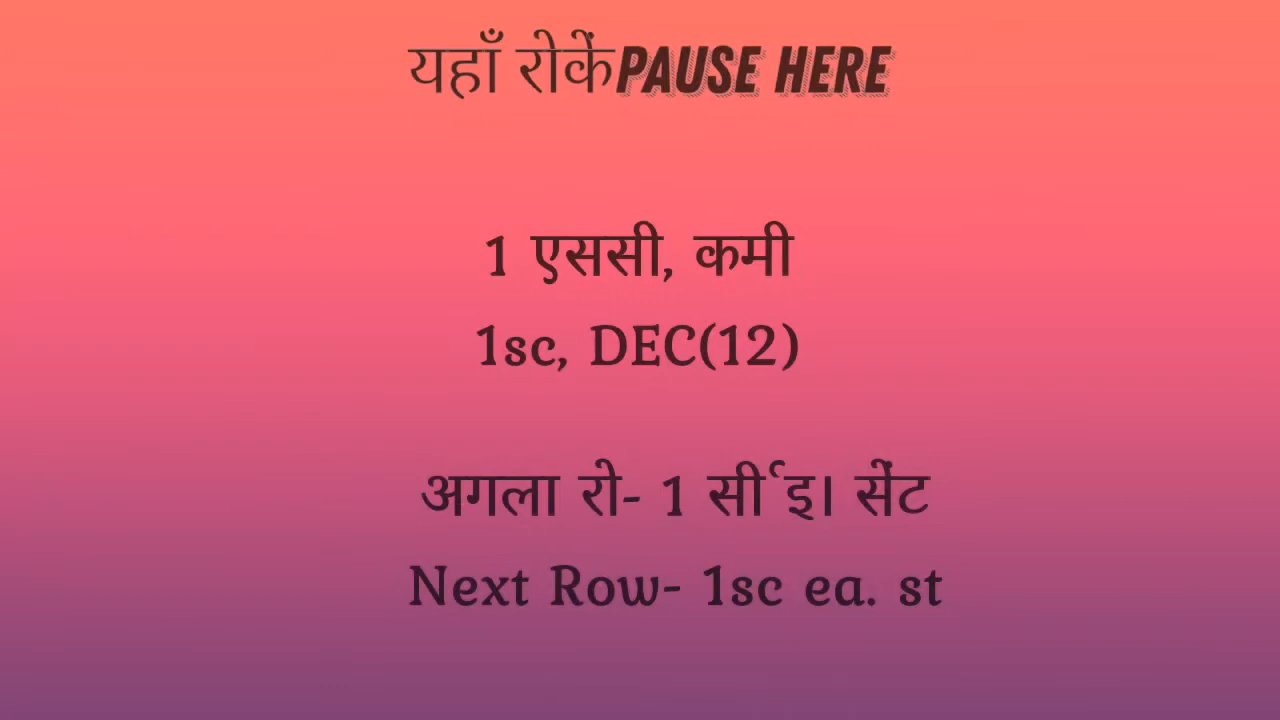 यहाँ रोकेंPAUSE HERE
1 एससी, कमी
1sc, DEC(12)
अगला रो- 1 सीर्इ। सेंट
Next Row- 1sc ea. st